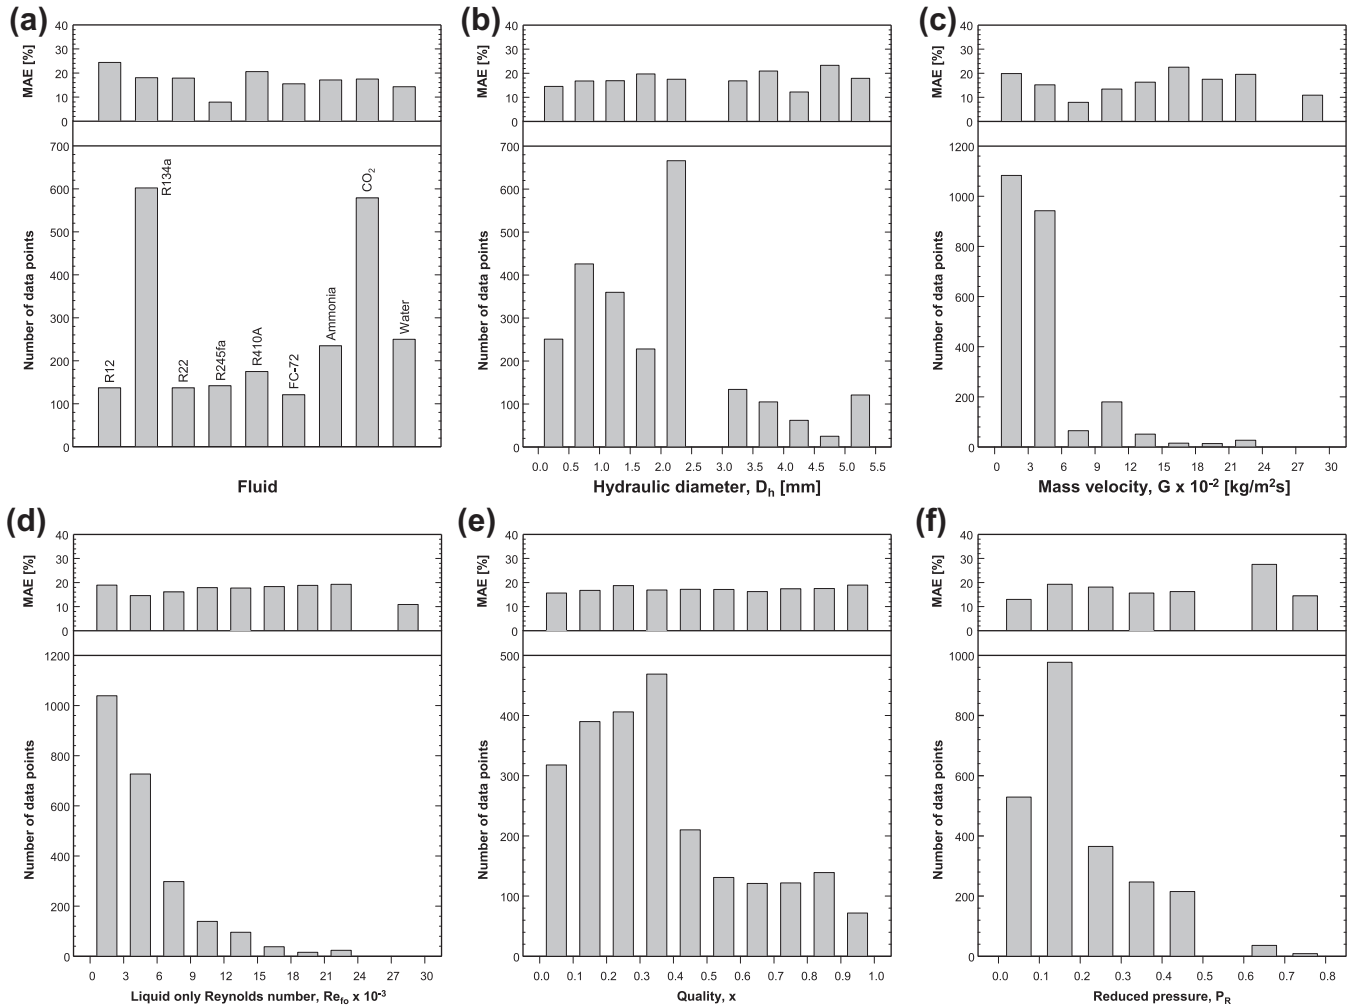 (a)
MAE [%]
40
30
20
10
0
Number of data points
700
600
500
400
300
200
100
0
R12
R134a
R22
R245fa
R410A
FC-72
Ammonia
CO2
Water
Fluid
(b)
MAE [%]
40
30
20
10
0
Number of data points
700
600
500
400
300
200
100
0
0.0 0.5 1.0 1.5 2.0 2.5 3.0 3.5 4.0 4.5 5.0 5.5
Hydraulic diameter, Dh [mm]
(c)
MAE [%]
40
30
20
10
0
Number of data points
1200
1000
800
600
400
200
0
0 3 6 9 12 13 18 21 24 28 30
Mass velocity, G x 10-2 [kg/m2s]
(d)
MAE [%]
40
30
20
10
0
Number of data points
1200
1000
800
600
400
200
0
0 3 6 9 12 15 18 21 24 27 30
Liquid only Reynolds number, Refo x 10-3
(e)
MAE [%]
40
30
20
10
0
Number of data points
500
400
300
200
100
0
0.0 0.1 0.2 0.3 0.4 0.5 0.6 0.7 0.8 0.9 1.0
Quality, x
(f)
MAE [%]
40
30
20
10
0
Number of data points
1000
800
600
400
200
0
0.0 0.1 0.2 0.3 0.4 0.5 0.6 0.7 0.8
Reduced pressure, PR